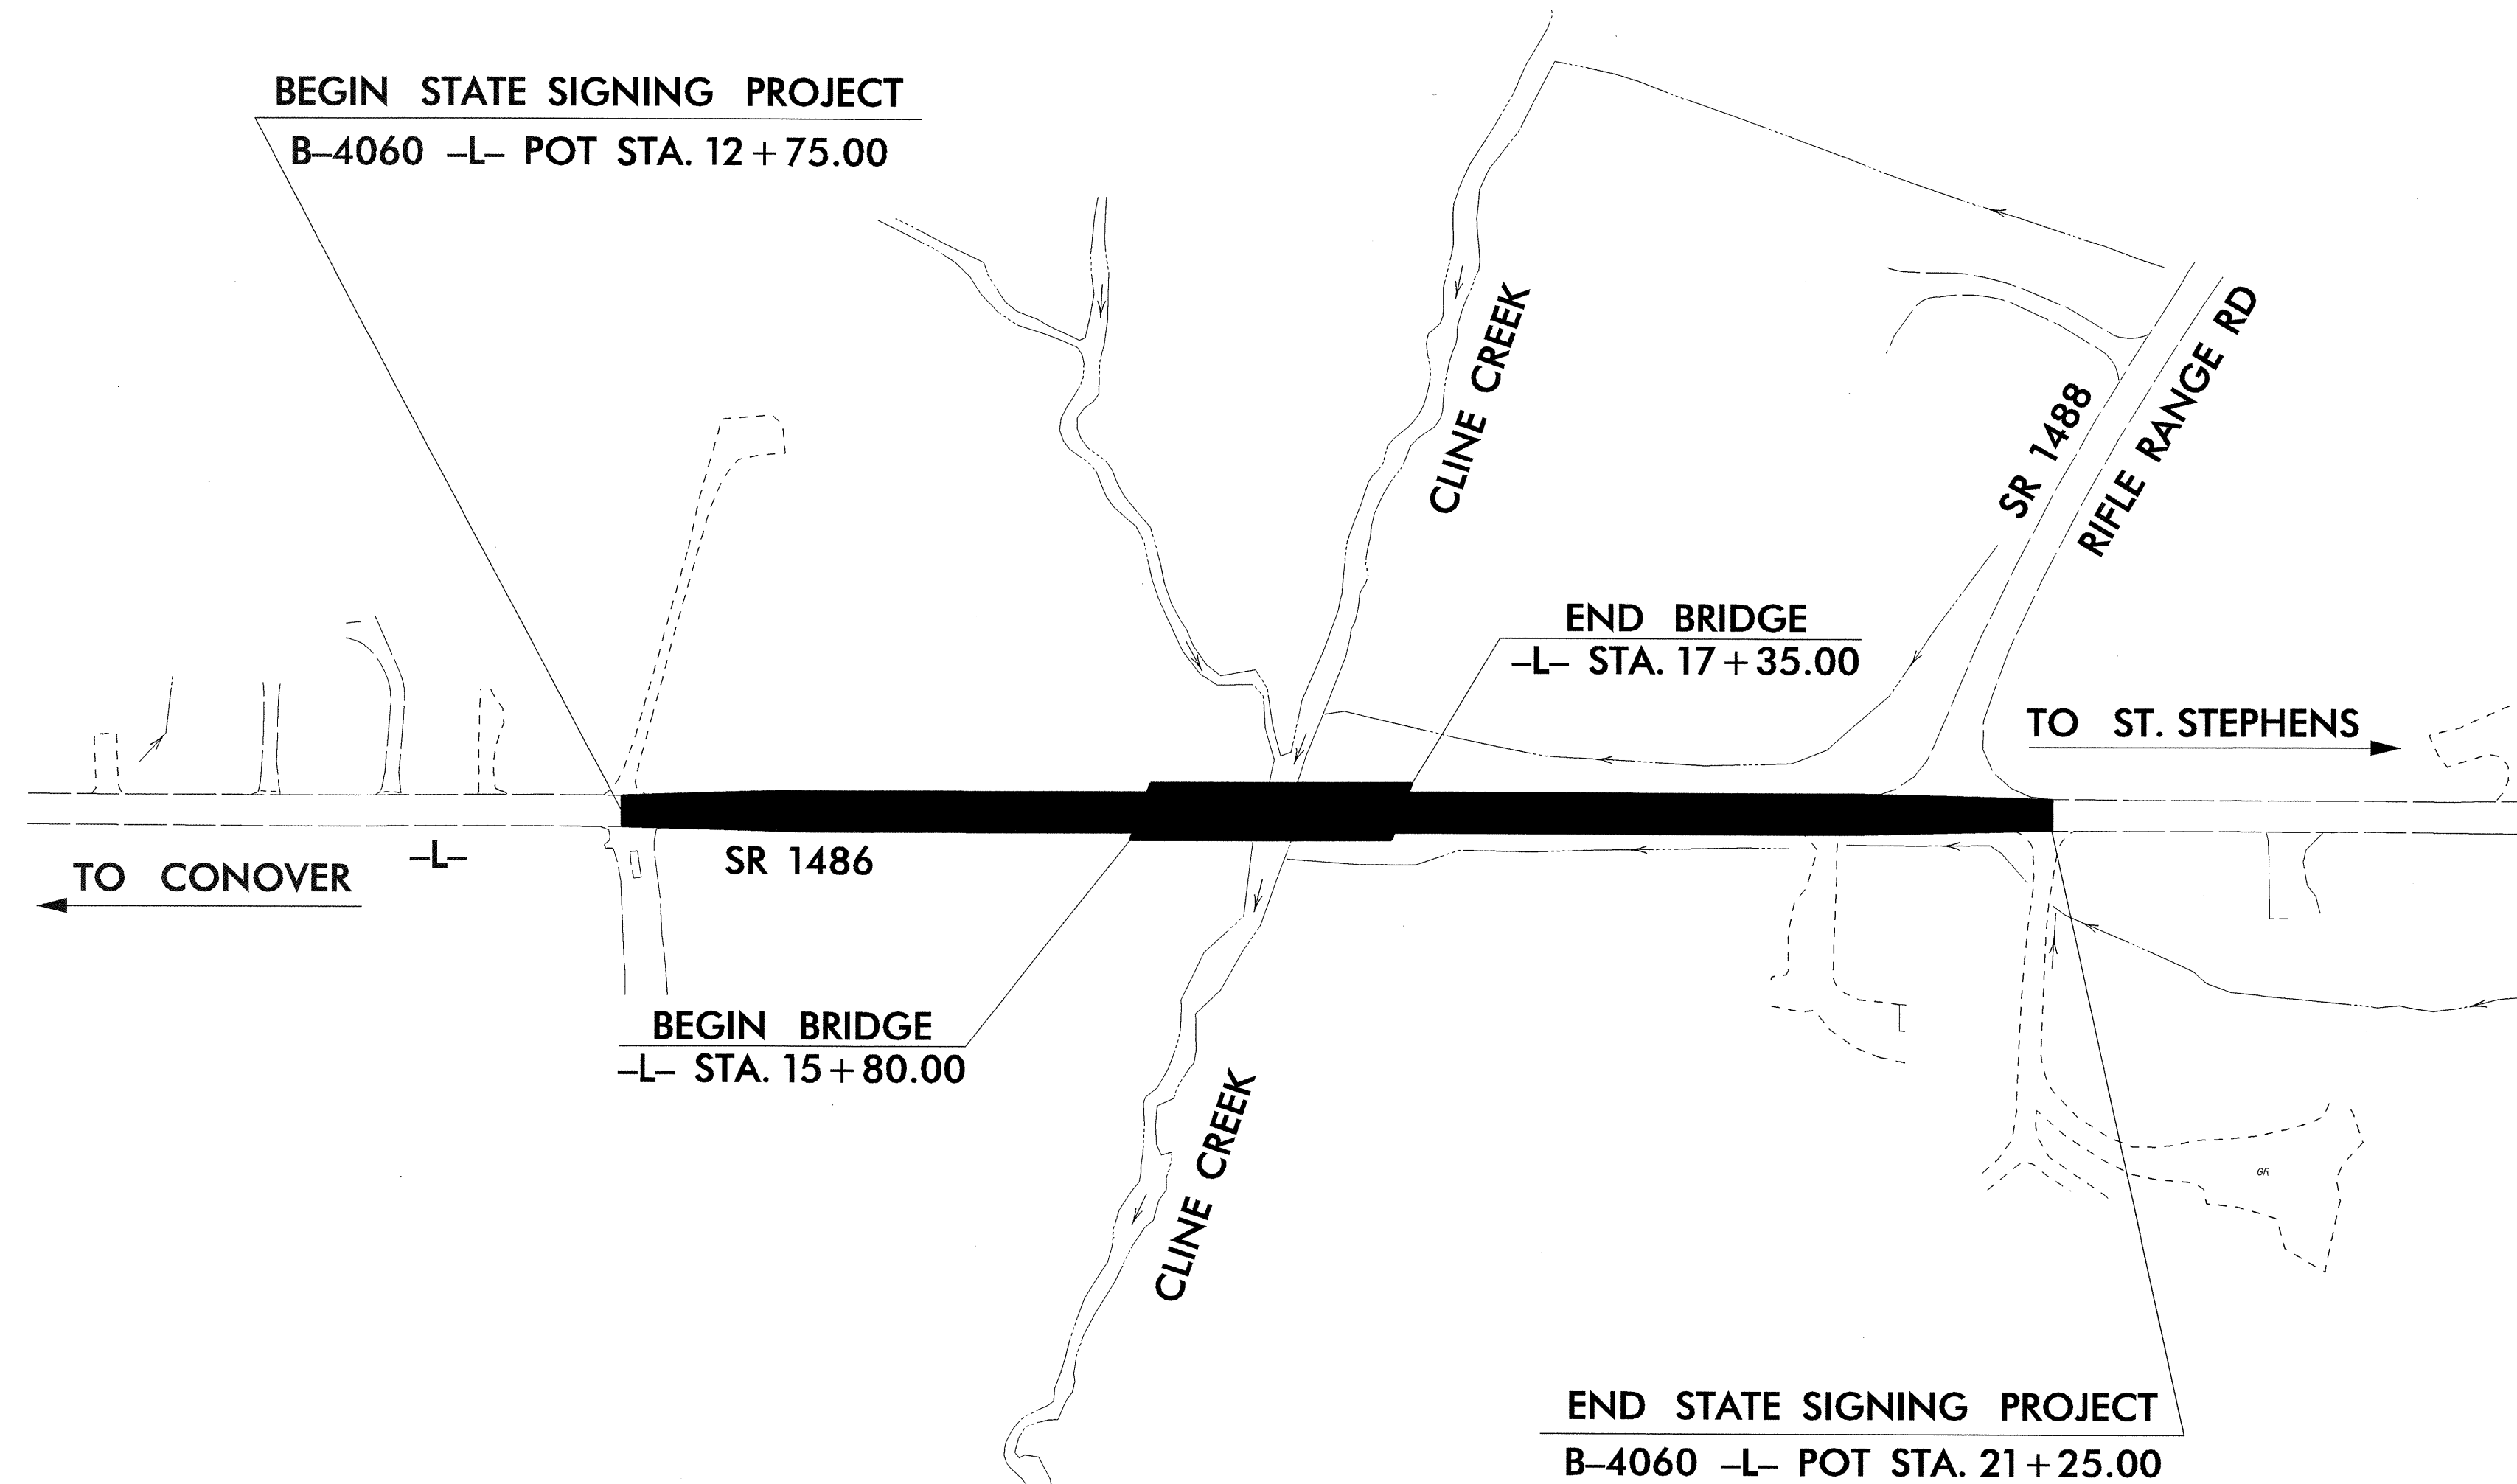 BEGIN STATE SIGNING PROJECT
B–4060 –L– POT STA. 12+75.00
CLINE CREEK
SR 1488
RIFLE RANGE RD
END BRIDGE
–L– STA. 17+35.00
TO ST. STEPHENS
–L–
SR 1486
TO CONOVER
BEGIN BRIDGE
–L– STA. 15+80.00
CLINE CREEK
GR
END STATE SIGNING PROJECT
B–4060 –L– POT STA. 21+25.00